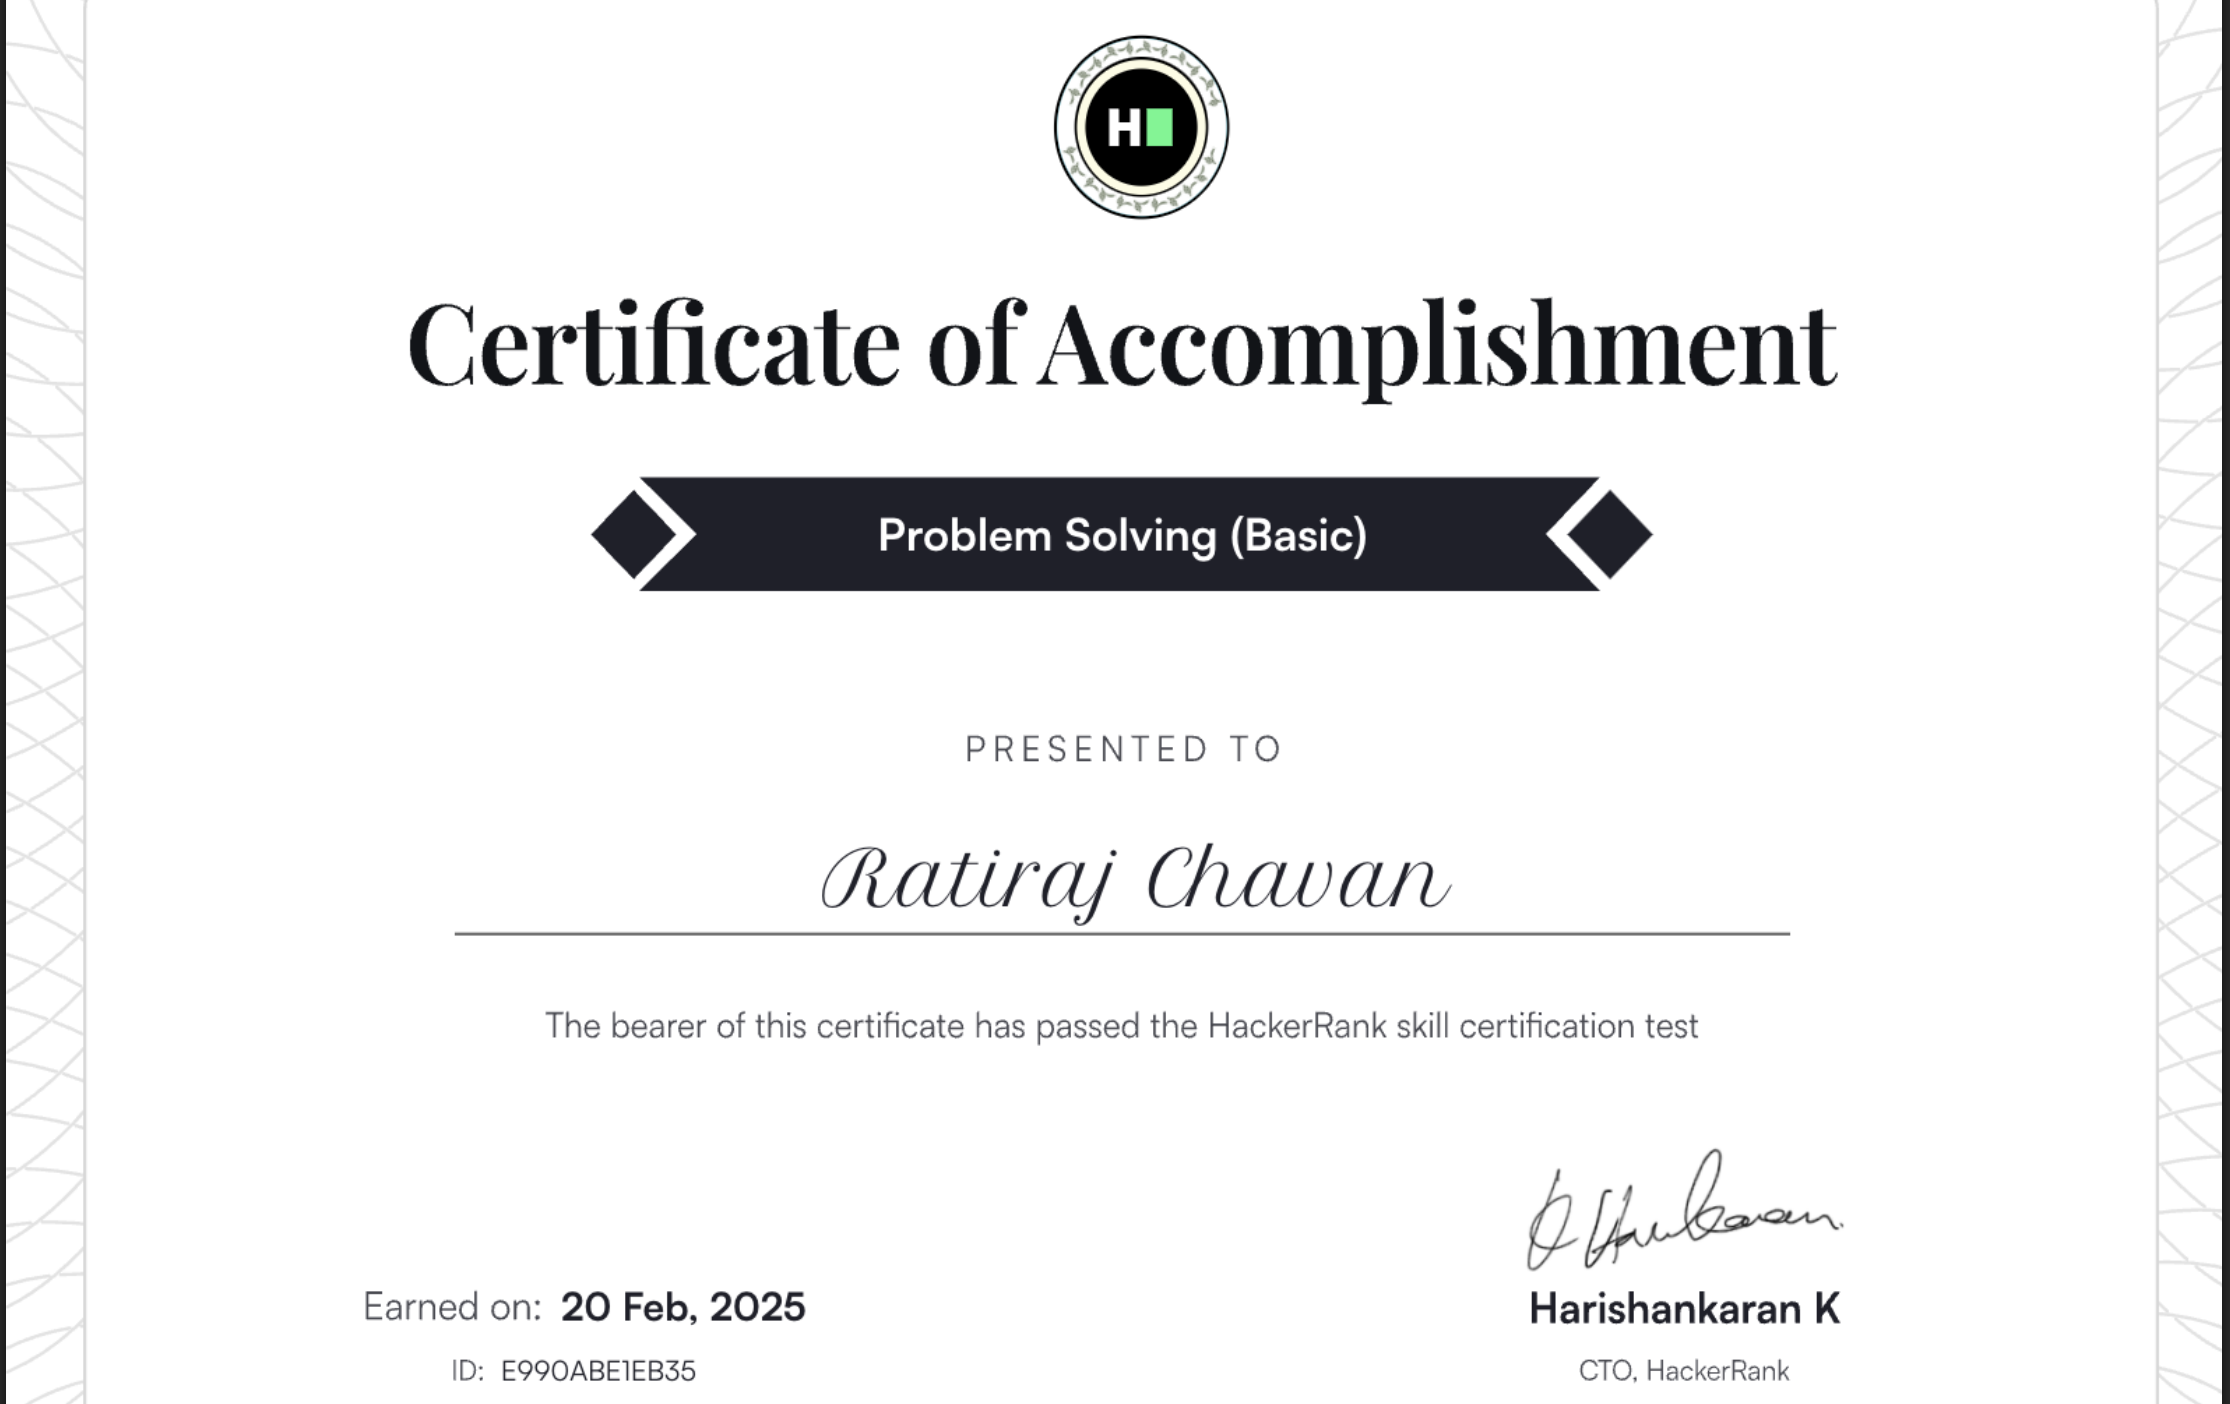 H
Certificate of Accomplishment
Problem Solving (Basic)
PRESENTED TO
Ratiraj Chavan
The bearer of this certificate has passed the HackerRank skill certification test
Earned on: 20 Feb, 2025
ID: E990ABE1EB35
Harishankaran K
CTO, HackerRank